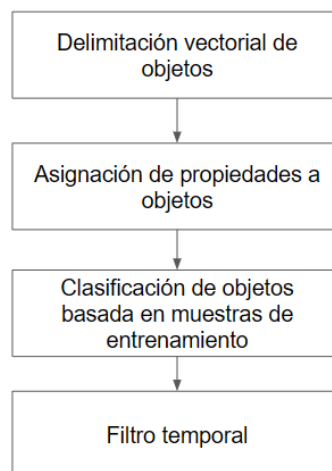 Delimitación vectorial de
objetos
Asignación de propiedades a
objetos
Clasificación de objetos
basada en muestras de
entrenamiento
Filtro temporal